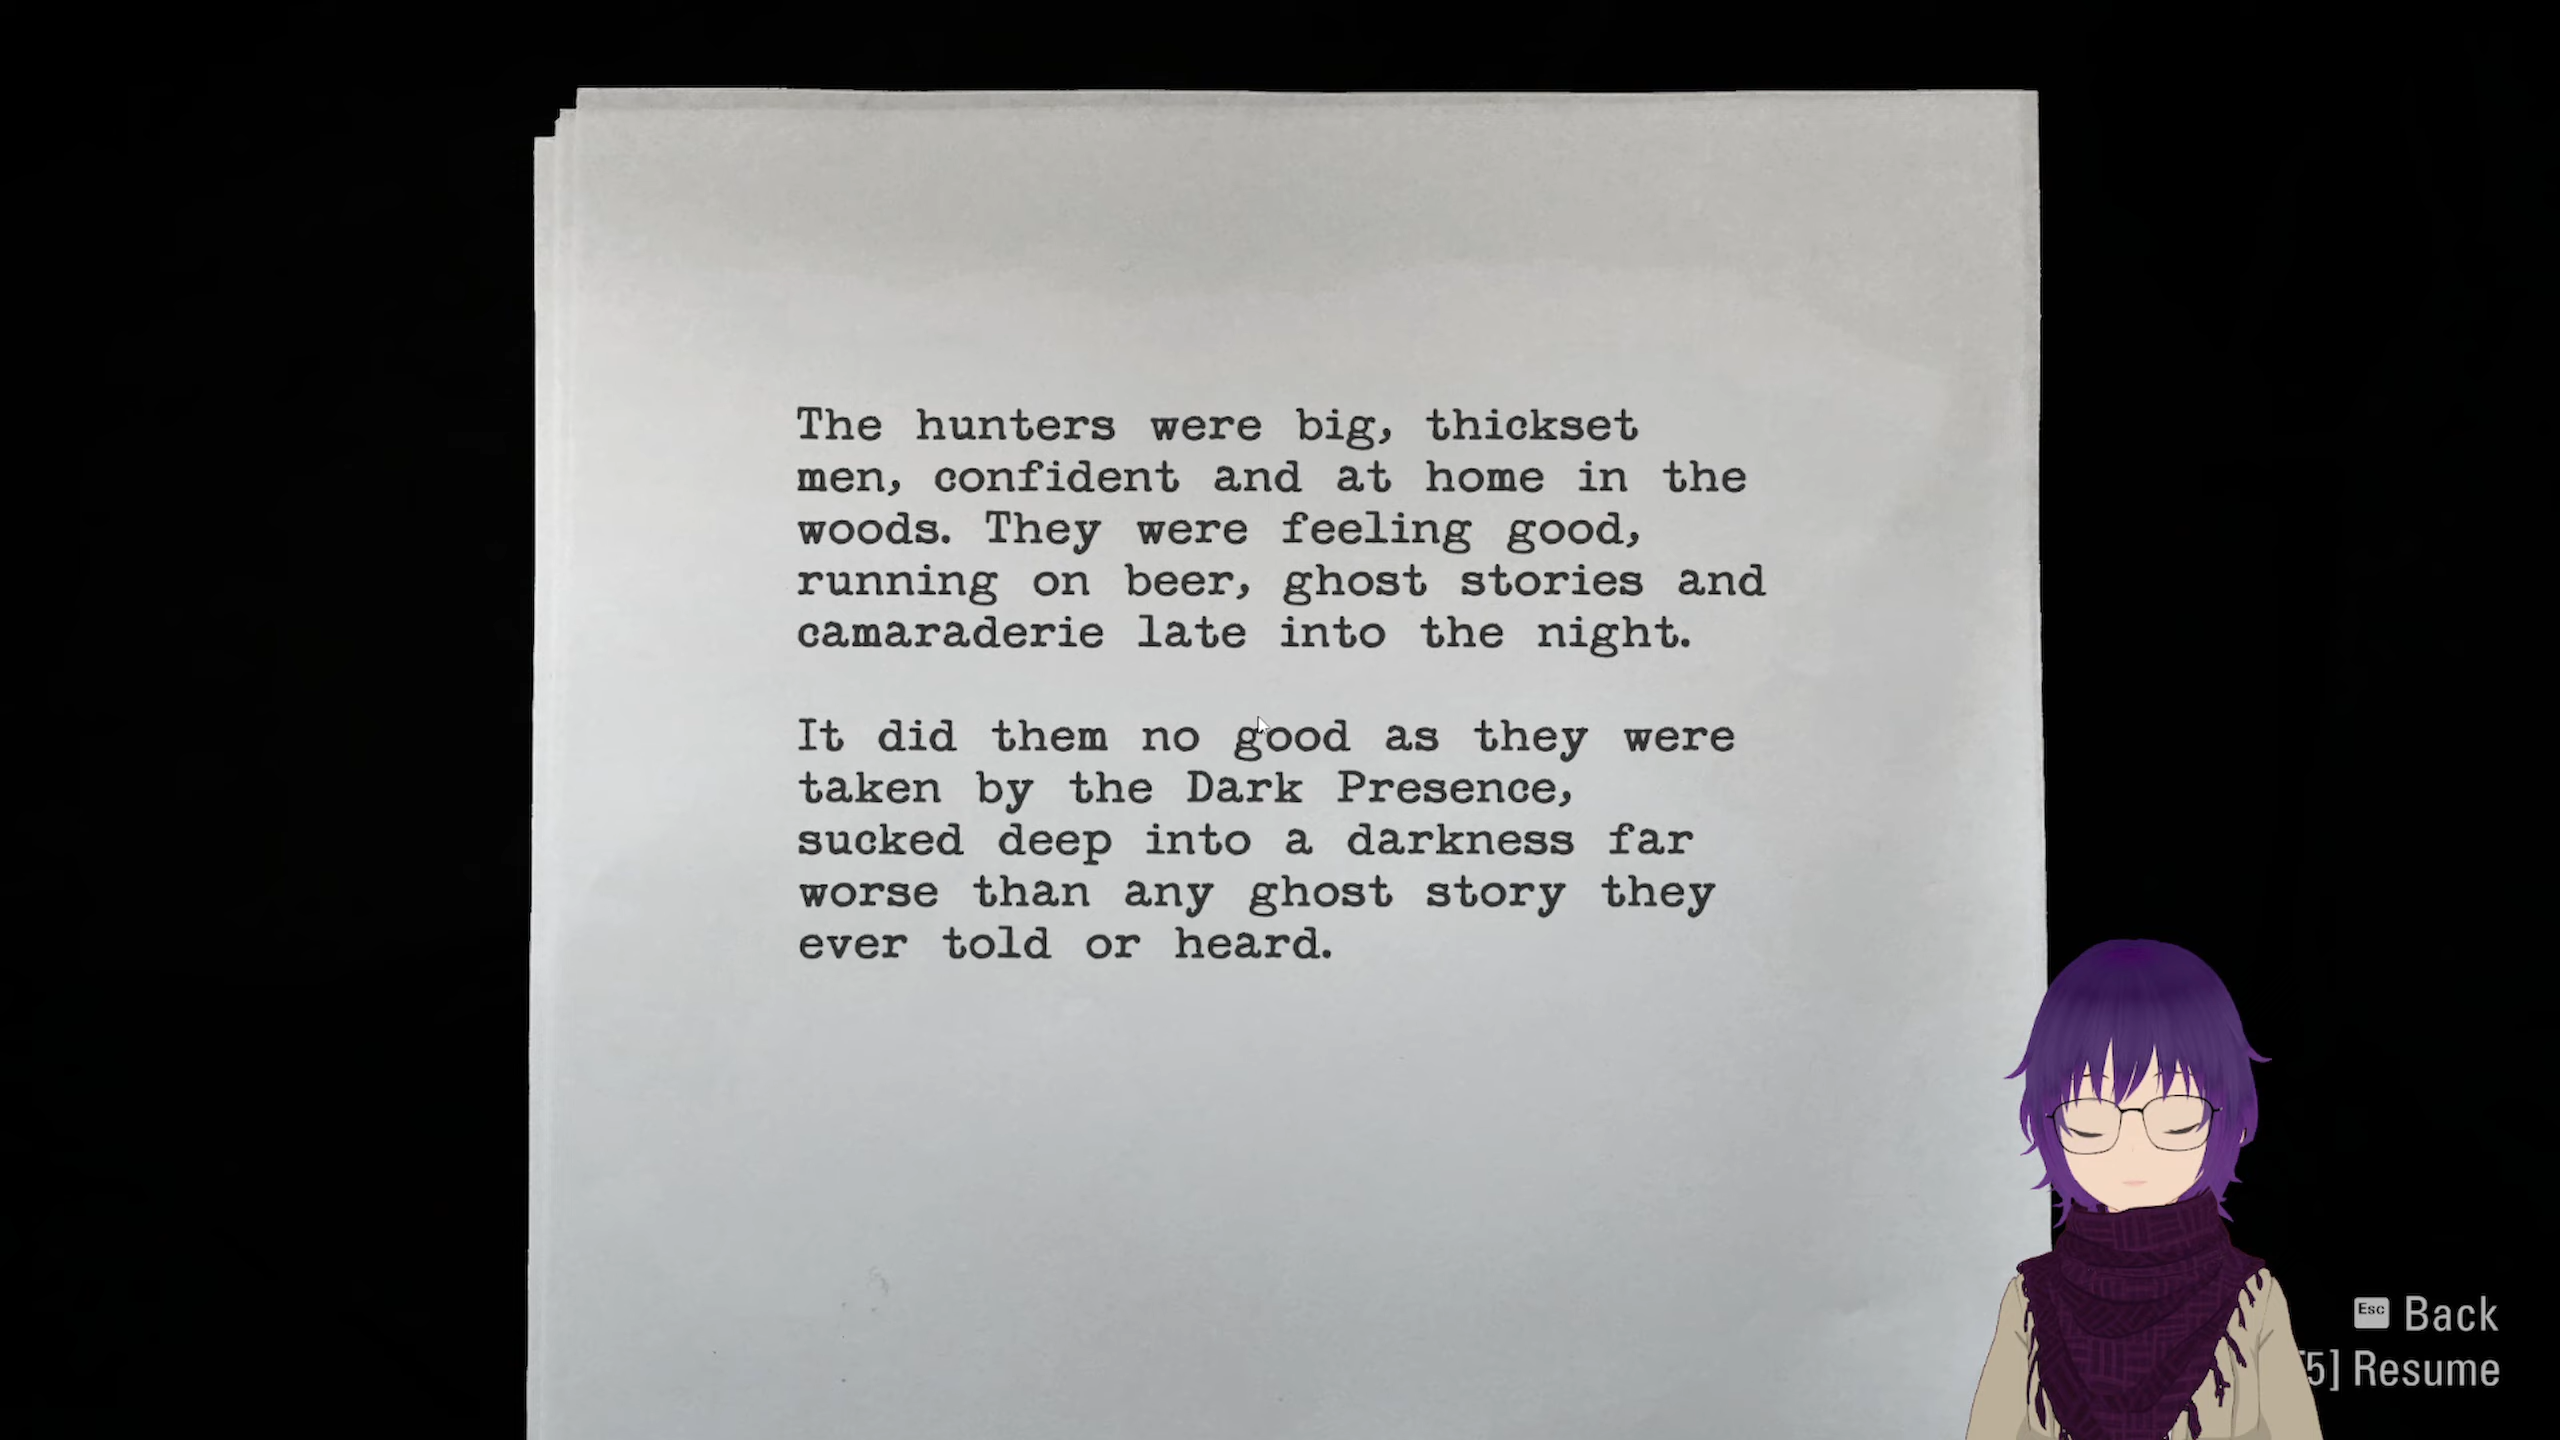 The hunters were big, thickset
men, confident and at home in the
woods. They were feeling good,
running on beer, ghost stories and
camaraderie late into the night.
It did them no good as they were
taken by the Dark Presence,
sucked deep into a darkness far
worse than any ghost story they
ever told or heard.
Esc Back
5] Resume